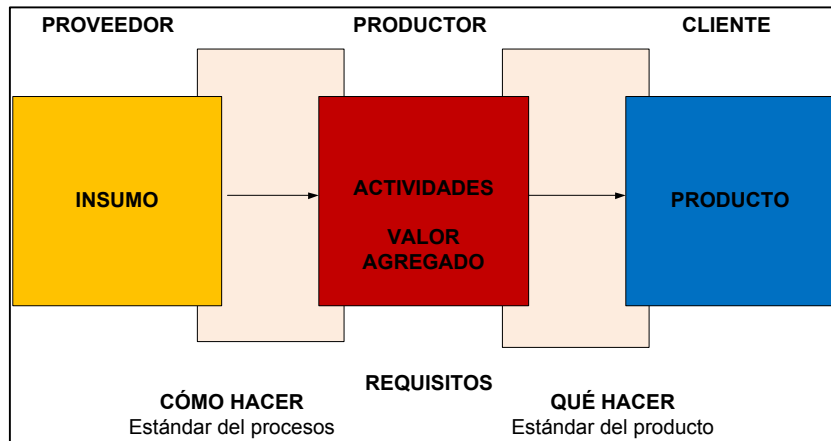 PROVEEDOR
PRODUCTOR
CLIENTE
INSUMO
ACTIVIDADES
VALOR
AGREGADO
PRODUCTO
REQUISITOS
CÓMO HACER
Estándar del procesos
QUÉ HACER
Estándar del producto